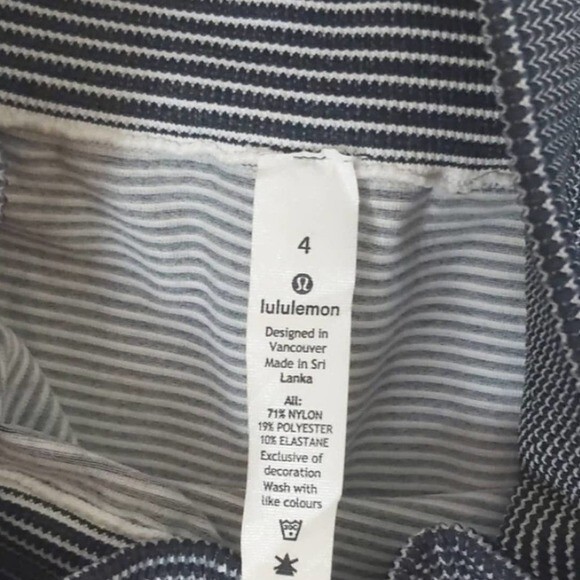 4
lululemon
Designed in
Vancouver
Made in Sri
Lanka
All:
71% NYLON
19% POLYESTER
10% ELASTANE
Exclusive of
decoration
Wash with
like colours
30C